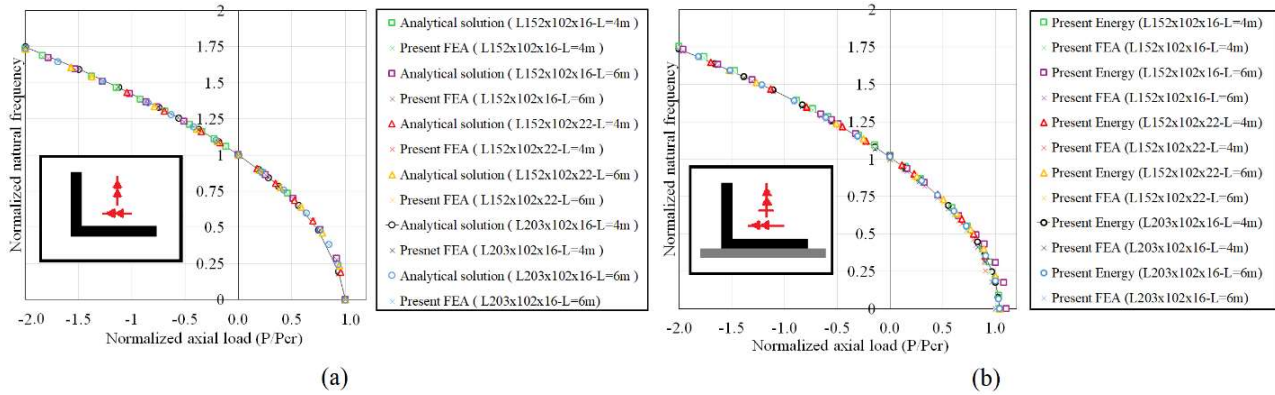 Normalized natural frequency
2
1.75
1.5
1.25
1
0.75
0.5
0.25
0
-2.0 -1.5 -1.0 -0.5 0.0 0.5 1.0
Normalized axial load (P/Pcr)
Analytical solution ( L152x102x16-L=4m )
Present FEA ( L152x102x16-L=4m )
Analytical solution ( L152x102x16-L=6m )
Present FEA ( L152x102x16-L=6m )
Analytical solution ( L152x102x22-L=4m )
Present FEA ( L152x102x22-L=4m )
Analytical solution ( L152x102x22-L=6m )
Present FEA ( L152x102x22-L=6m )
Analytical solution ( L203x102x16-L=4m )
Presnet FEA ( L203x102x16-L=4m )
Analytical solution ( L203x102x16-L=6m )
Present FEA ( L203x102x16-L=6m)
(a)
Normalized natural frequency
2
1.75
1.5
1.25
1
0.75
0.5
0.25
0
-2.0 -1.5 -1.0 -0.5 0.0 0.5 1.0
Normalized axial load (P/Pcr)
Present Energy (L152x102x16-L=4m)
Present FEA (L152x102x16-L=4m)
Present Energy (L152x102x16-L=6m)
Present FEA (L152x102x16-L=6m)
Present Energy (L152x102x22-L=4m)
Present FEA (L152x102x22-L=4m)
Present Energy (L152x102x22-L=6m)
Present FEA (L152x102x22-L=6m)
Present Energy (L203x102x16-L=4m)
Present FEA (L203x102x16-L=4m)
Present Energy (L203x102x16-L=6m)
Present FEA (L203x102x16-L=6m)
(b)